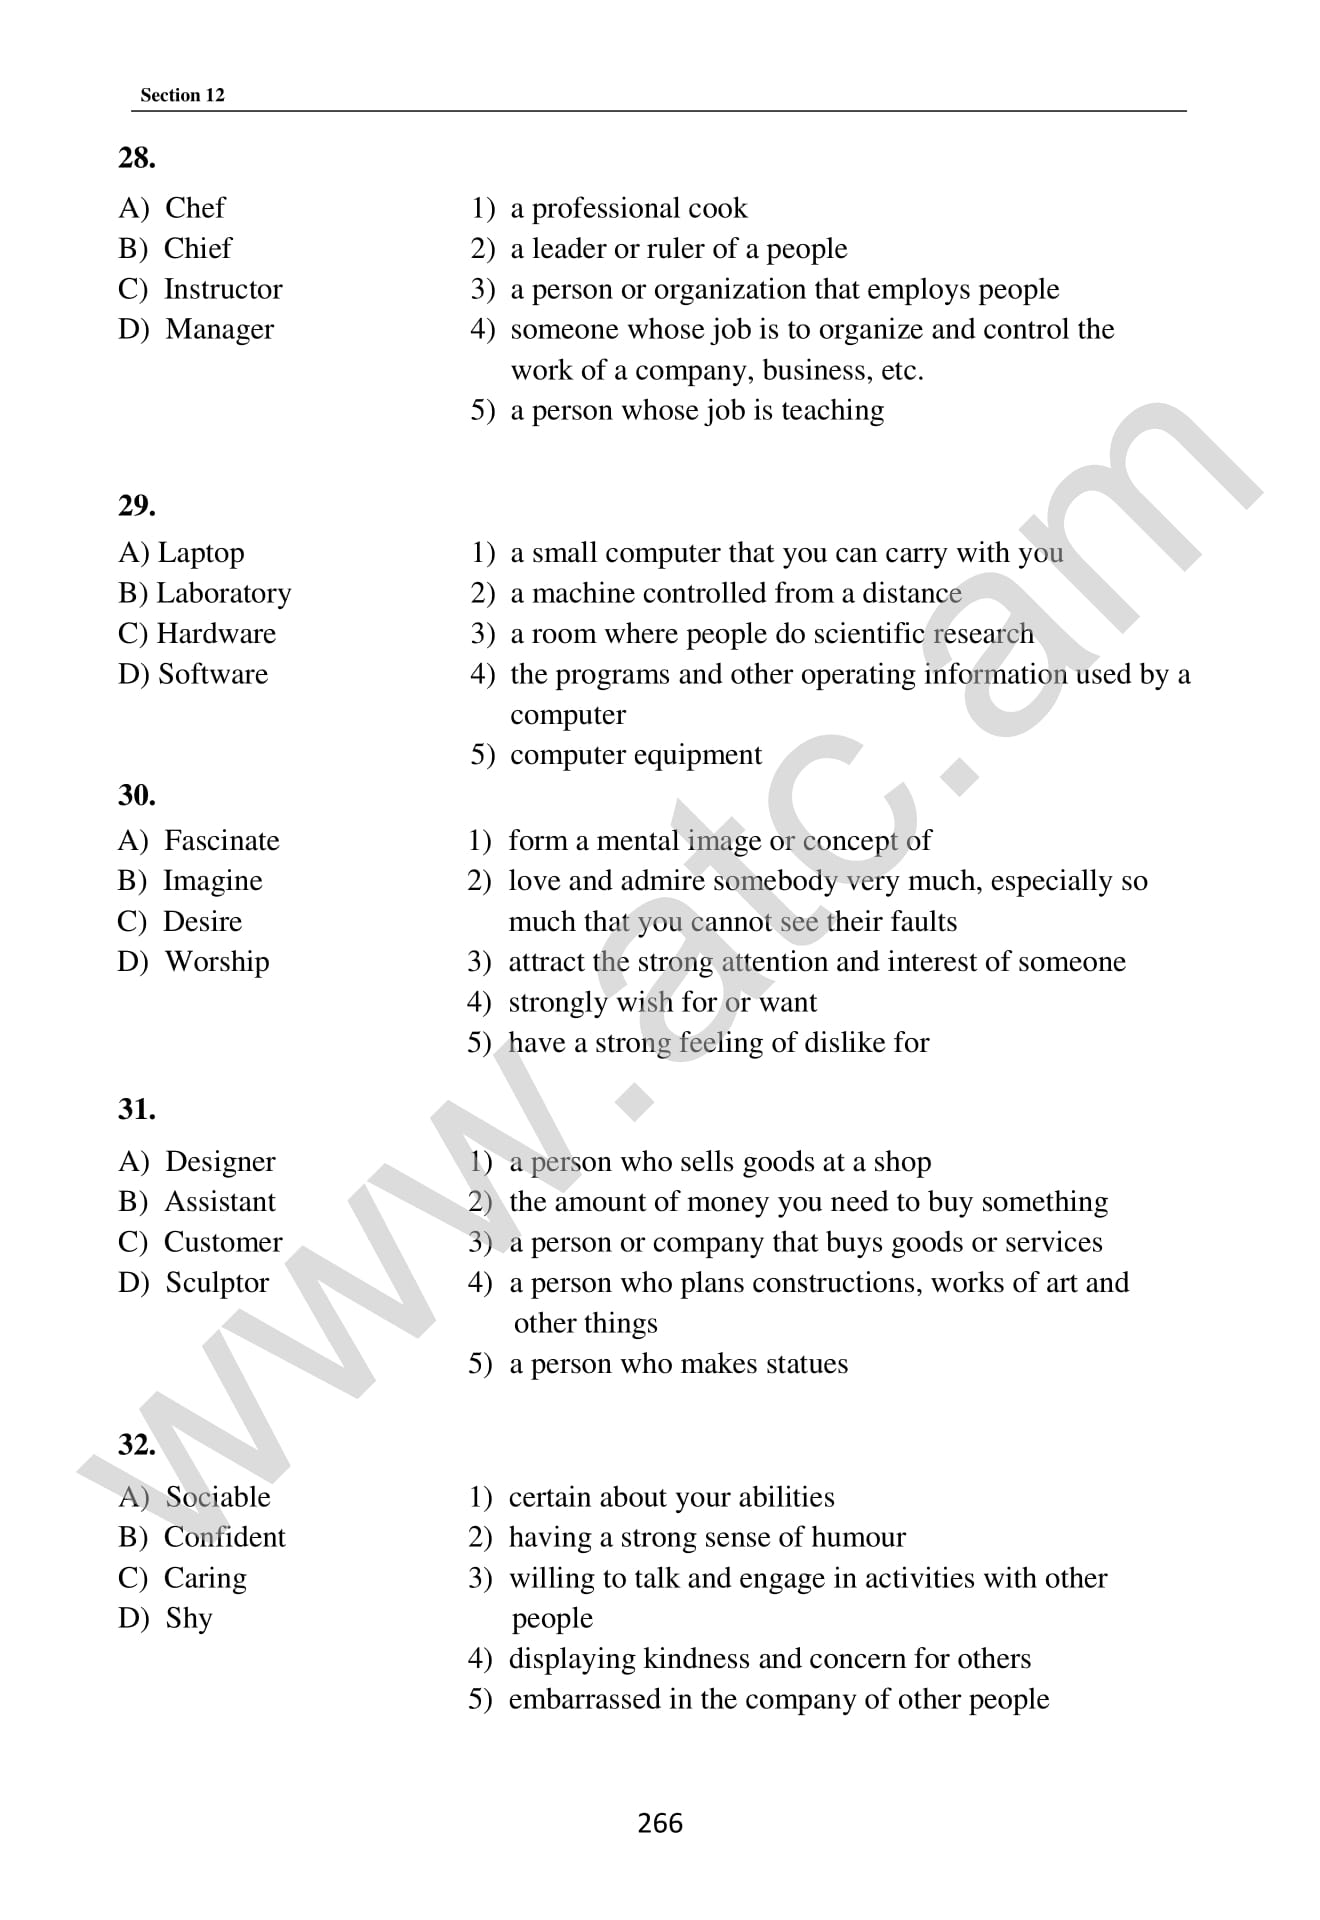 Section 12
28.
A) Chef 1) a professional cook
B) Chief 2) a leader or ruler of a people
C) Instructor 3) a person or organization that employs people
D) Manager 4) someone whose job is to organize and control the
work of a company, business, etc.
5) a person whose job is teaching
29.
A) Laptop 1) a small computer that you can carry with you
B) Laboratory 2) a machine controlled from a distance
C) Hardware 3) a room where people do scientific research
D) Software 4) the programs and other operating information used by a
computer
5) computer equipment
30.
A) Fascinate 1) form a mental image or concept of
B) Imagine 2) love and admire somebody very much, especially so
C) Desire much that you cannot see their faults
D) Worship 3) attract the strong attention and interest of someone
4) strongly wish for or want
5) have a strong feeling of dislike for
31.
A) Designer 1) a person who sells goods at a shop
B) Assistant 2) the amount of money you need to buy something
C) Customer 3) a person or company that buys goods or services
D) Sculptor 4) a person who plans constructions, works of art and
other things
5) a person who makes statues
32.
A) Sociable 1) certain about your abilities
B) Confident 2) having a strong sense of humour
C) Caring 3) willing to talk and engage in activities with other
D) Shy people
4) displaying kindness and concern for others
5) embarrassed in the company of other people
266
www.atc.am